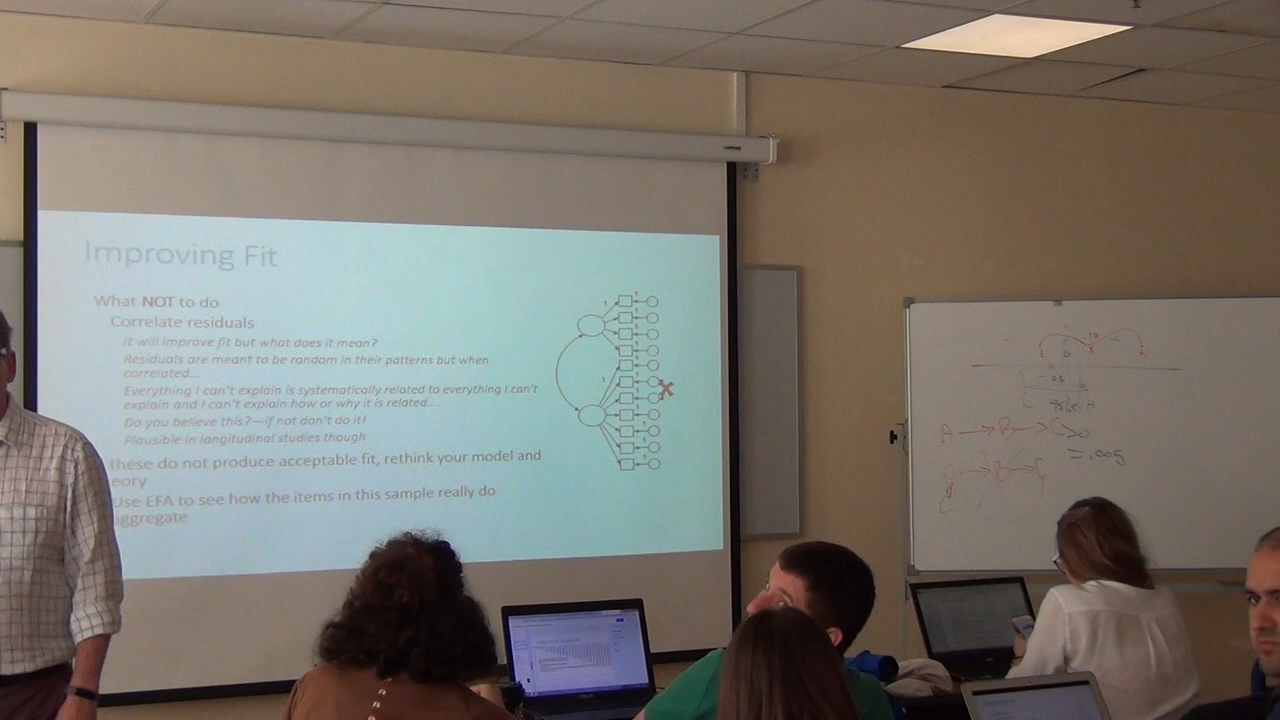 Improving Fit
What NOT to do
Correlate residuals
It will improve fit but what does it mean?
Residuals are meant to be random in their patterns but when
correlated...
Everything I can't explain is systematically related to everything I can't
explain and I can't explain how or why it is related....
Do you believe this?—if not don't do it!
Plausible in longitudinal studies though
these do not produce acceptable fit, rethink your model and
eory
Use EFA to see how the items in this sample really do
aggregate
A B C >0
= .005